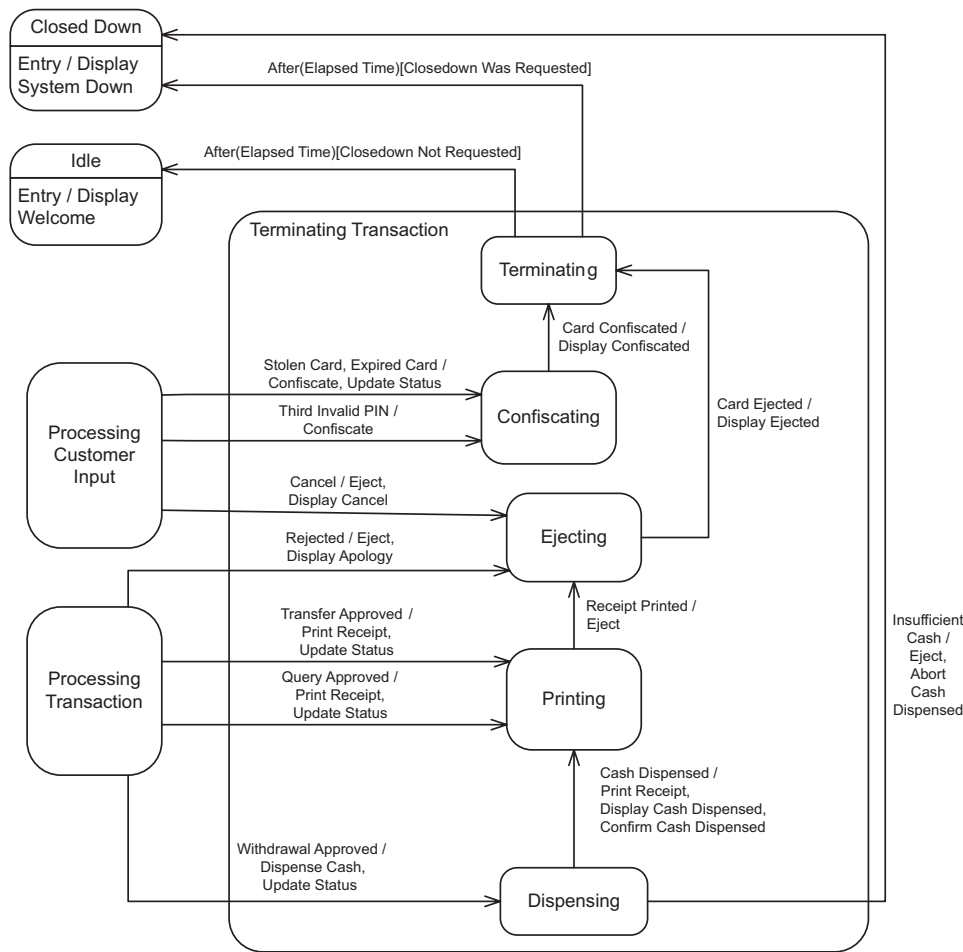 Closed Down
Entry / Display
System Down
After(Elapsed Time)[Closedown Was Requested]
Idle
Entry / Display
Welcome
After(Elapsed Time)[Closedown Not Requested]
Terminating Transaction
Terminating
Card Confiscated /
Display Confiscated
Stolen Card, Expired Card /
Confiscate, Update Status
Third Invalid PIN /
Confiscate
Confiscating
Card Ejected /
Display Ejected
Processing
Customer
Input
Cancel / Eject,
Display Cancel
Rejected / Eject,
Display Apology
Ejecting
Receipt Printed /
Eject
Transfer Approved /
Print Receipt,
Update Status
Query Approved /
Print Receipt,
Update Status
Processing
Transaction
Printing
Insufficient
Cash /
Eject,
Abort
Cash
Dispensed
Cash Dispensed /
Print Receipt,
Display Cash Dispensed,
Confirm Cash Dispensed
Withdrawal Approved /
Dispense Cash,
Update Status
Dispensing